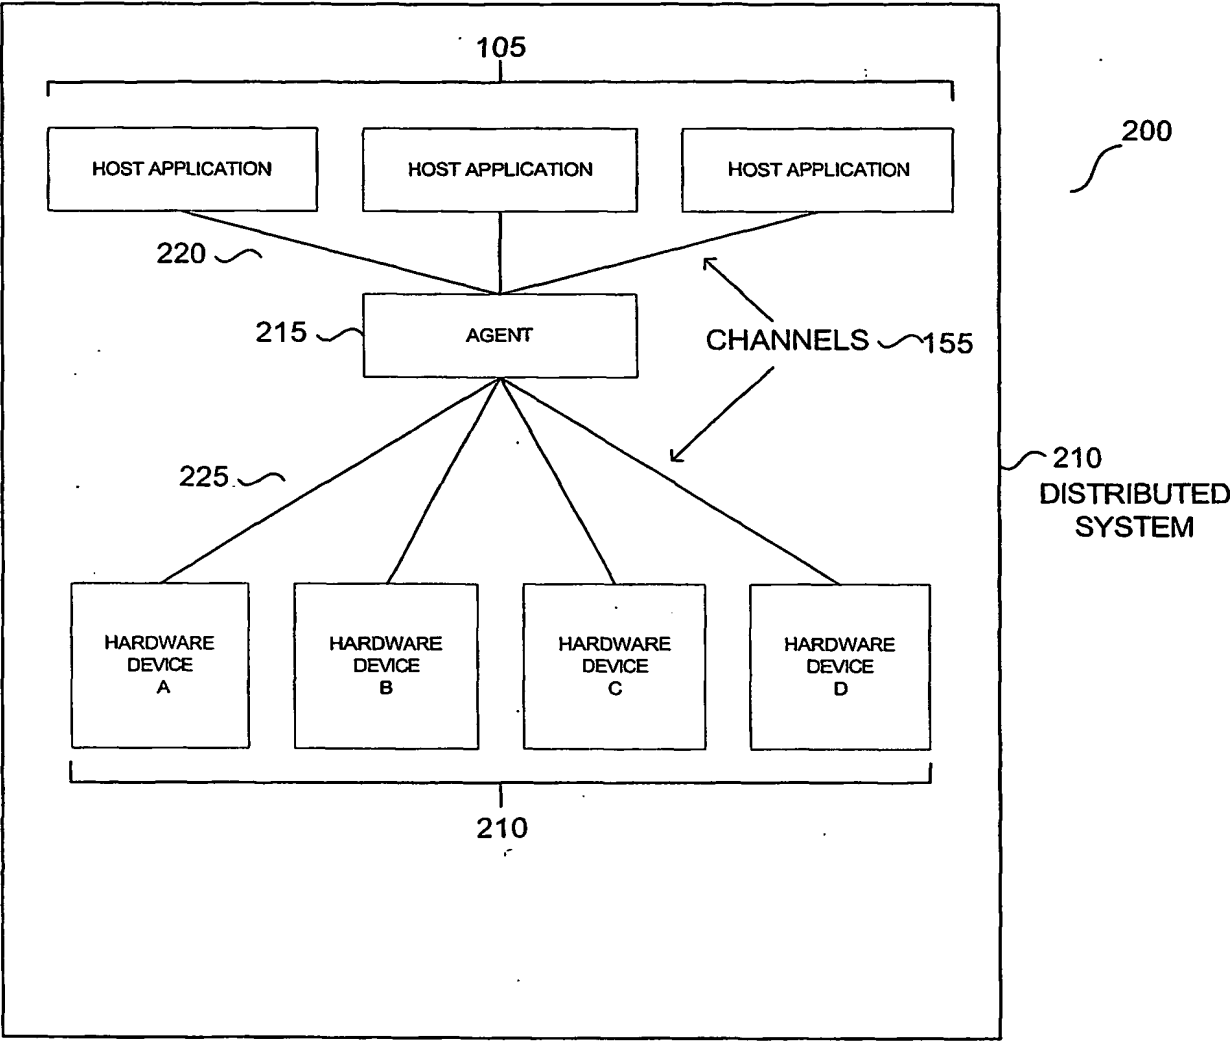 105
200
HOST APPLICATION
HOST APPLICATION
HOST APPLICATION
220
215
AGENT
CHANNELS
155
225
210
DISTRIBUTED
SYSTEM
HARDWARE
DEVICE
A
HARDWARE
DEVICE
B
HARDWARE
DEVICE
C
HARDWARE
DEVICE
D
210